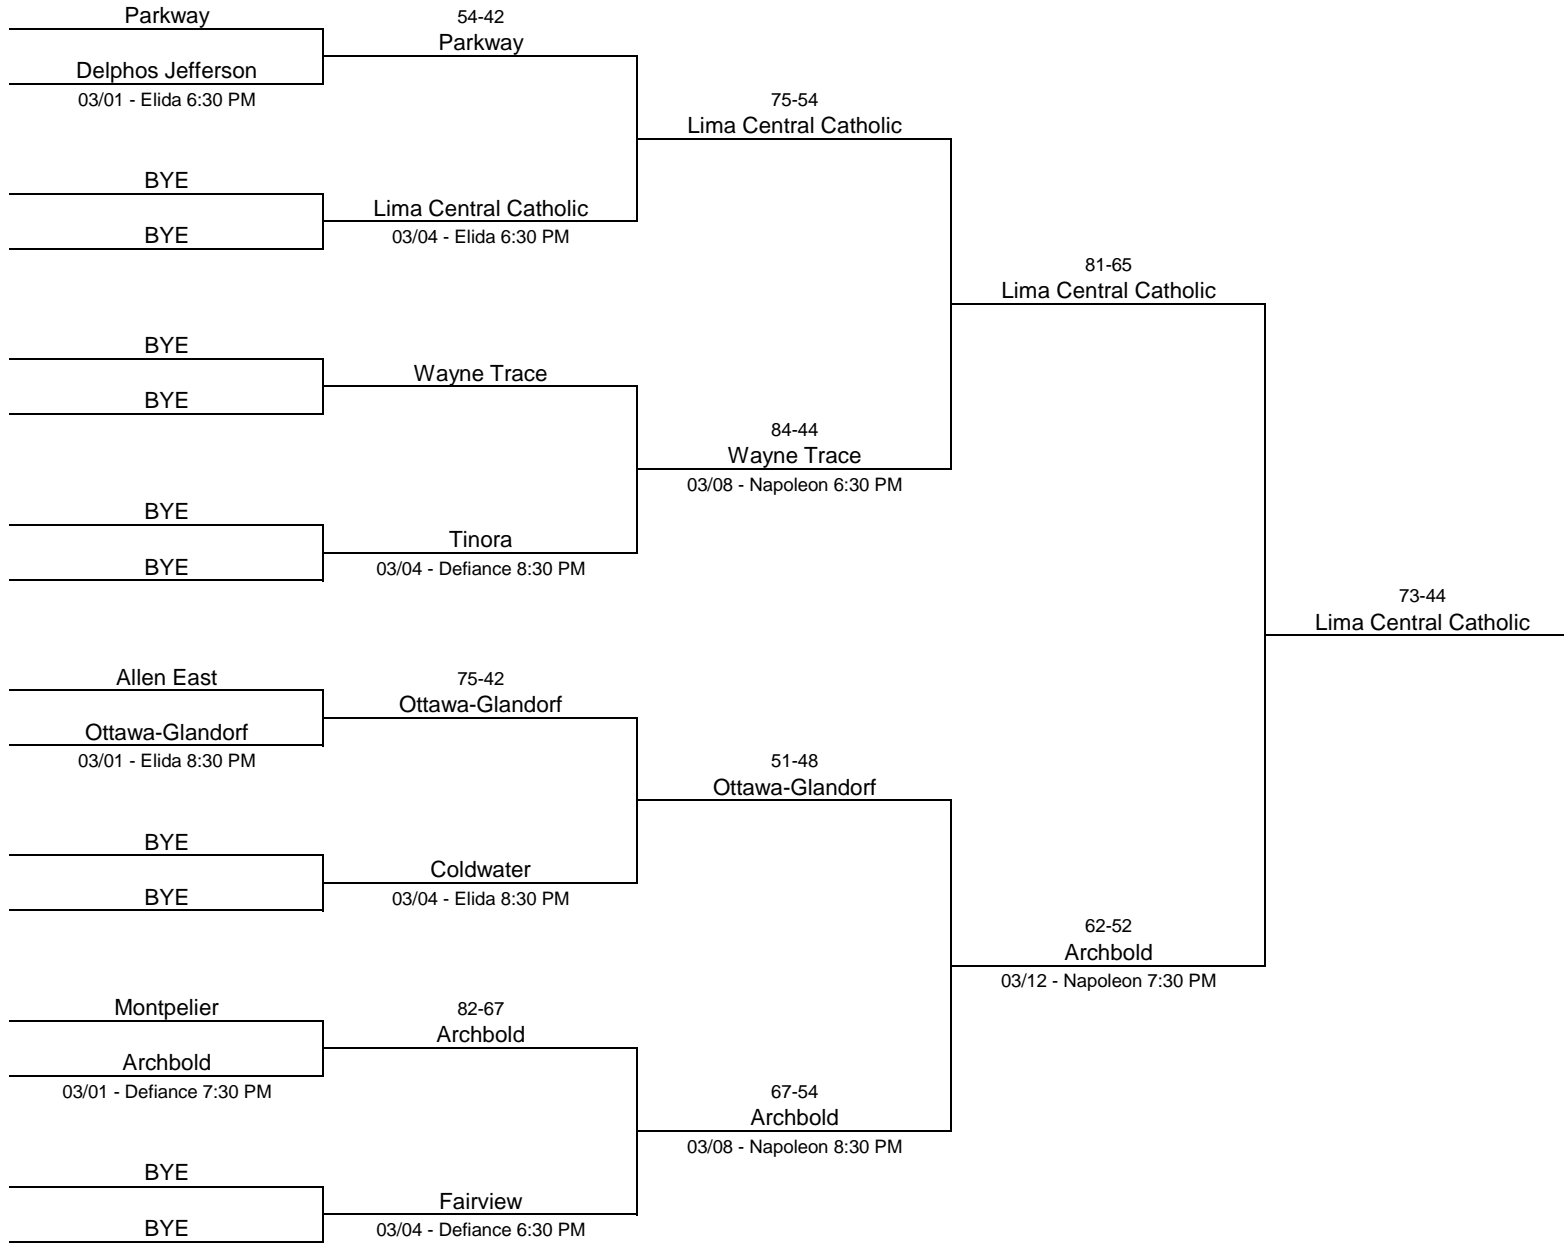 Parkway
Delphos Jefferson
03/01 - Elida 6:30 PM
BYE
BYE
BYE
BYE
BYE
BYE
Allen East
Ottawa-Glandorf
03/01 - Elida 8:30 PM
BYE
BYE
Montpelier
Archbold
03/01 - Defiance 7:30 PM
BYE
BYE
54-42
Parkway
Lima Central Catholic
03/04 - Elida 6:30 PM
Wayne Trace
Tinora
03/04 - Defiance 8:30 PM
75-42
Ottawa-Glandorf
Coldwater
03/04 - Elida 8:30 PM
82-67
Archbold
Fairview
03/04 - Defiance 6:30 PM
75-54
Lima Central Catholic
84-44
Wayne Trace
03/08 - Napoleon 6:30 PM
51-48
Ottawa-Glandorf
67-54
Archbold
03/08 - Napoleon 8:30 PM
81-65
Lima Central Catholic
62-52
Archbold
03/12 - Napoleon 7:30 PM
73-44
Lima Central Catholic